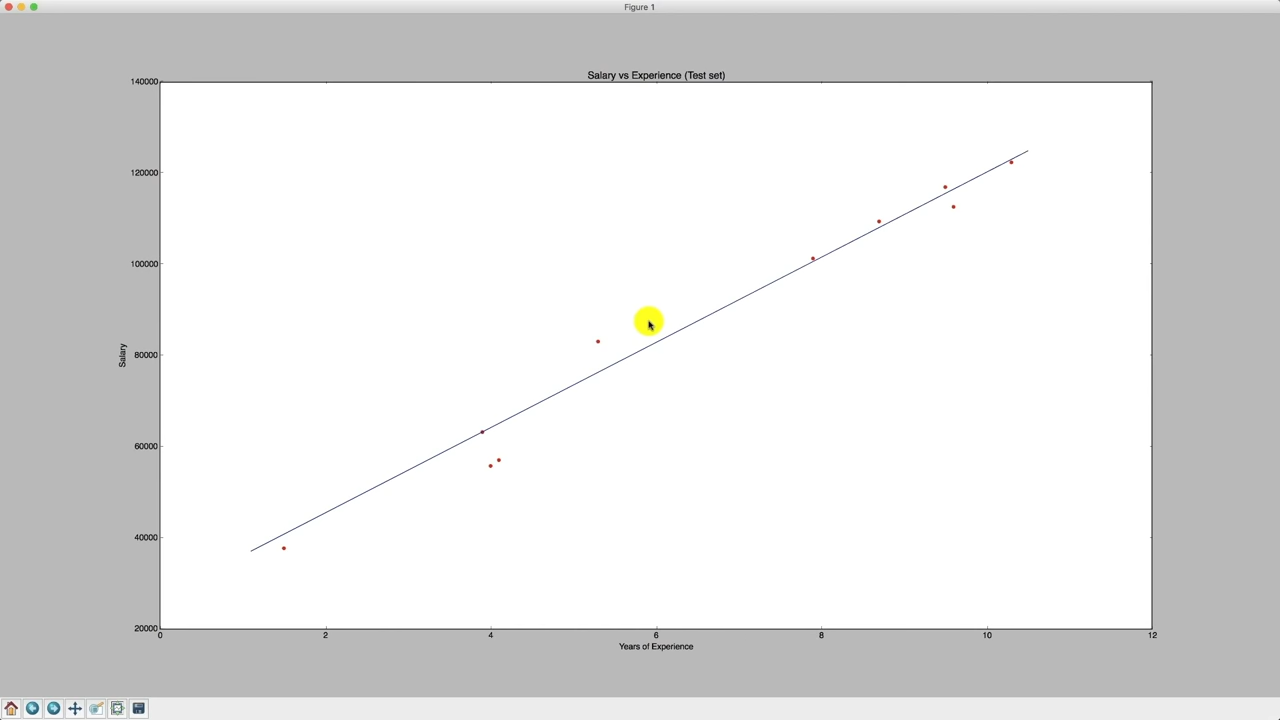 Figure 1
Salary vs Experience (Test set)
140000
120000
100000
80000
60000
40000
20000
Salary
0 2 4 6 8 10 12
Years of Experience